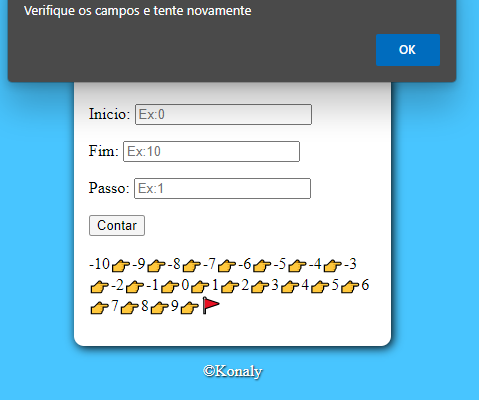 Verifique os campos e tente novamente
OK
Inicio: Ex:0
Fim: Ex:10
Passo: Ex:1
Contar
-10👉-9👉-8👉-7👉-6👉-5👉-4👉-3
👉-2👉-1👉0👉1👉2👉3👉4👉5👉6
👉7👉8👉9👉🚩
©Konaly